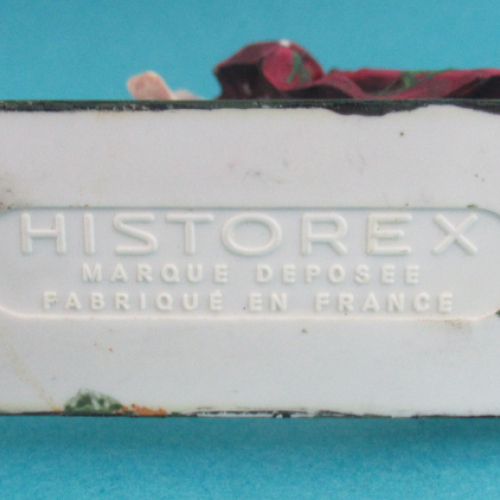 HISTOREX
MARQUE DEPOSEE
FABRIQUÉ EN FRANCE